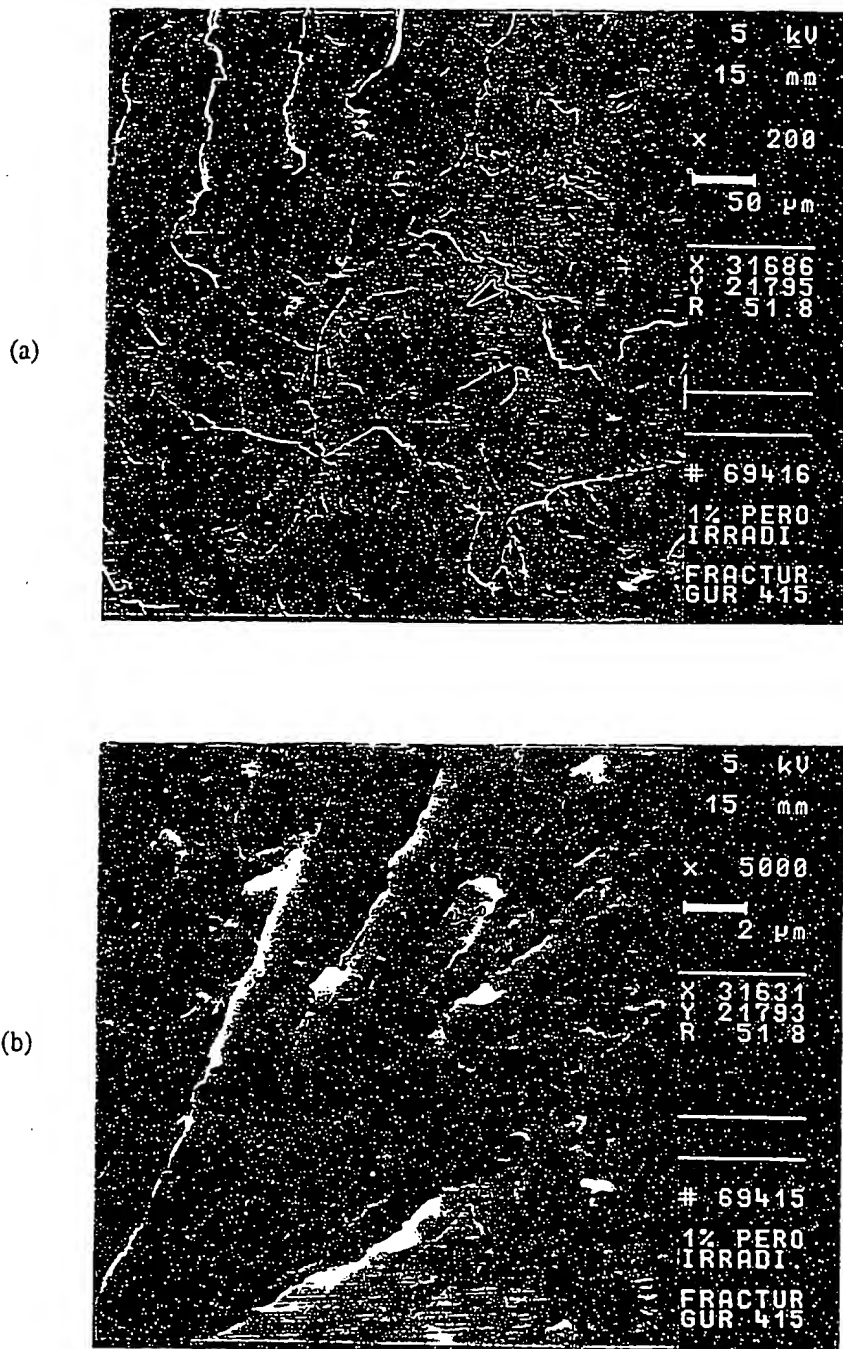 (a)
5 kV
15 mm
x 200
50 µm
X 31686
Y 21795
R 51.8
# 69416
1% PERO
IRRADI.
FRACTUR
GUR 415
(b)
5 kV
15 mm
x 5000
2 µm
X 31631
Y 21793
R 51.8
# 69415
1% PERO
IRRADI.
FRACTUR
GUR 415